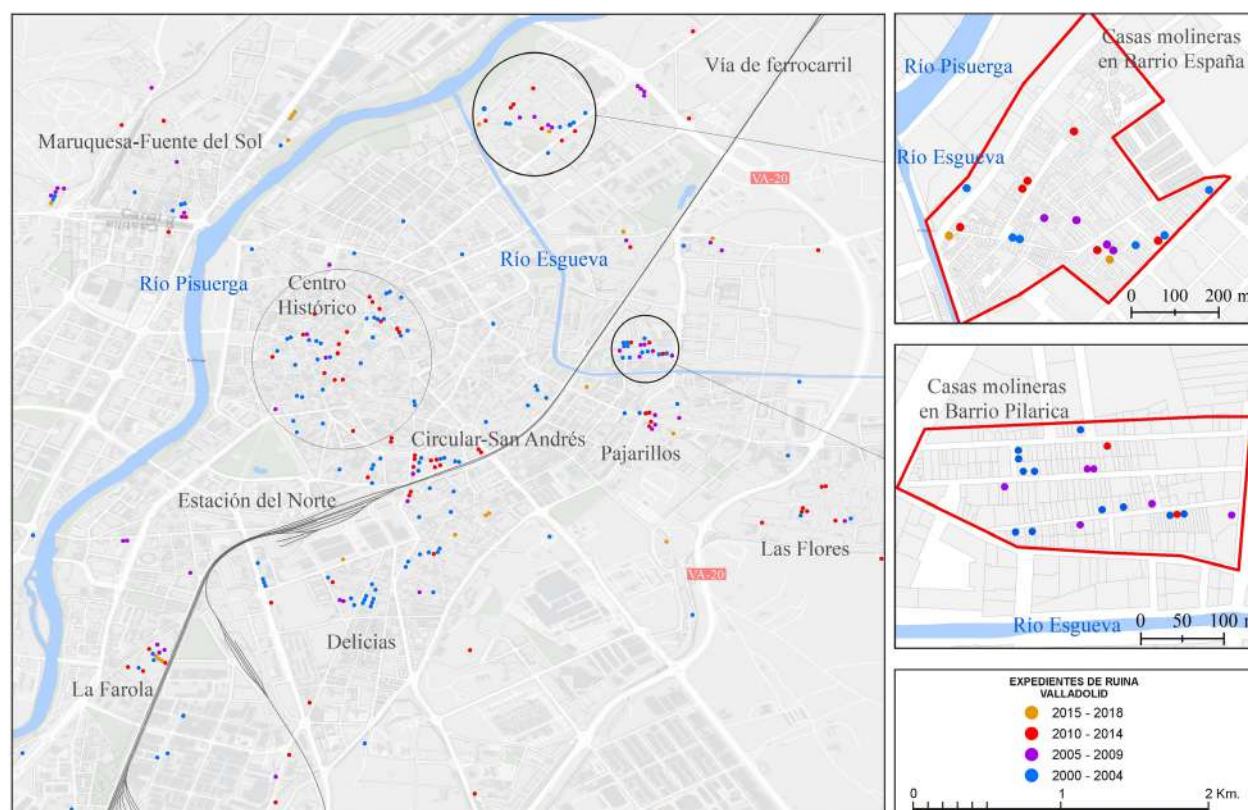 Vía de ferrocarril
Maruquesa-Fuente del Sol
VA-20
Río Esgueva
Río Pisuerga
Centro
Histórico
Circular-San Andrés
Pajarillos
Estación del Norte
Las Flores
VA-20
Delicias
La Farola
Casas molineras
en Barrio España
Río Pisuerga
Río Esgueva
0 100 200 m
Casas molineras
en Barrio Pilarica
Río Esgueva
0 50 100 m
EXPEDIENTES DE RUINA
VALLADOLID
2015 - 2018
2010 - 2014
2005 - 2009
2000 - 2004
0 1 2 Km.